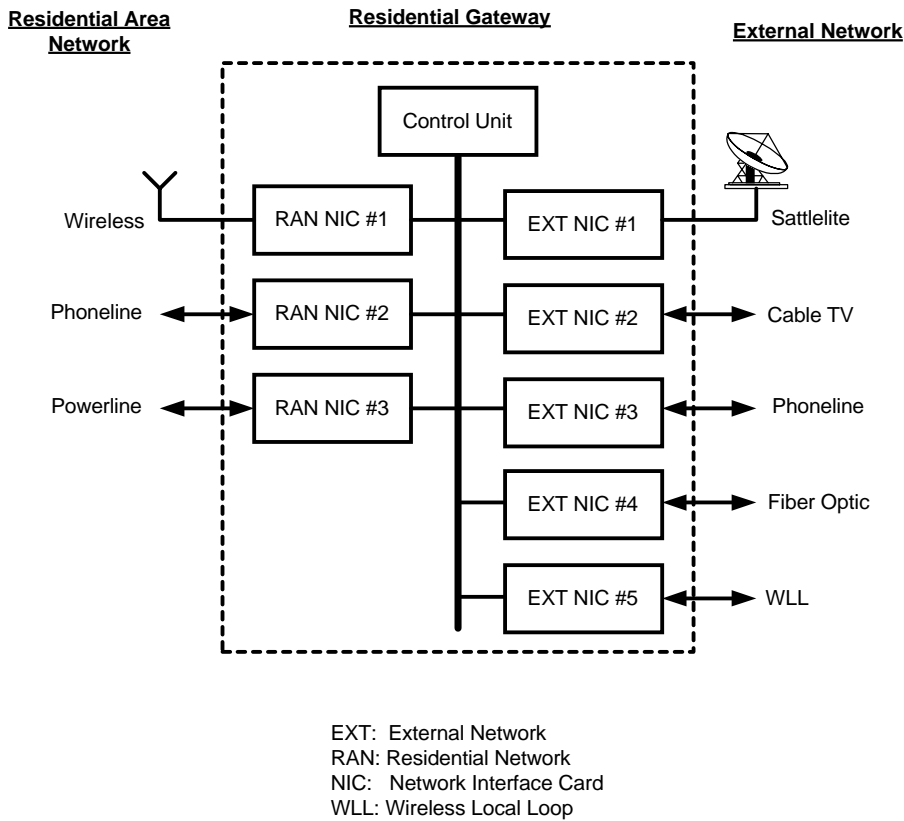 Residential Area
Network
Residential Gateway
External Network
Control Unit
Wireless
RAN NIC #1
EXT NIC #1
Sattlelite
Phoneline
RAN NIC #2
EXT NIC #2
Cable TV
Powerline
RAN NIC #3
EXT NIC #3
Phoneline
EXT NIC #4
Fiber Optic
EXT NIC #5
WLL
EXT: External Network
RAN: Residential Network
NIC: Network Interface Card
WLL: Wireless Local Loop